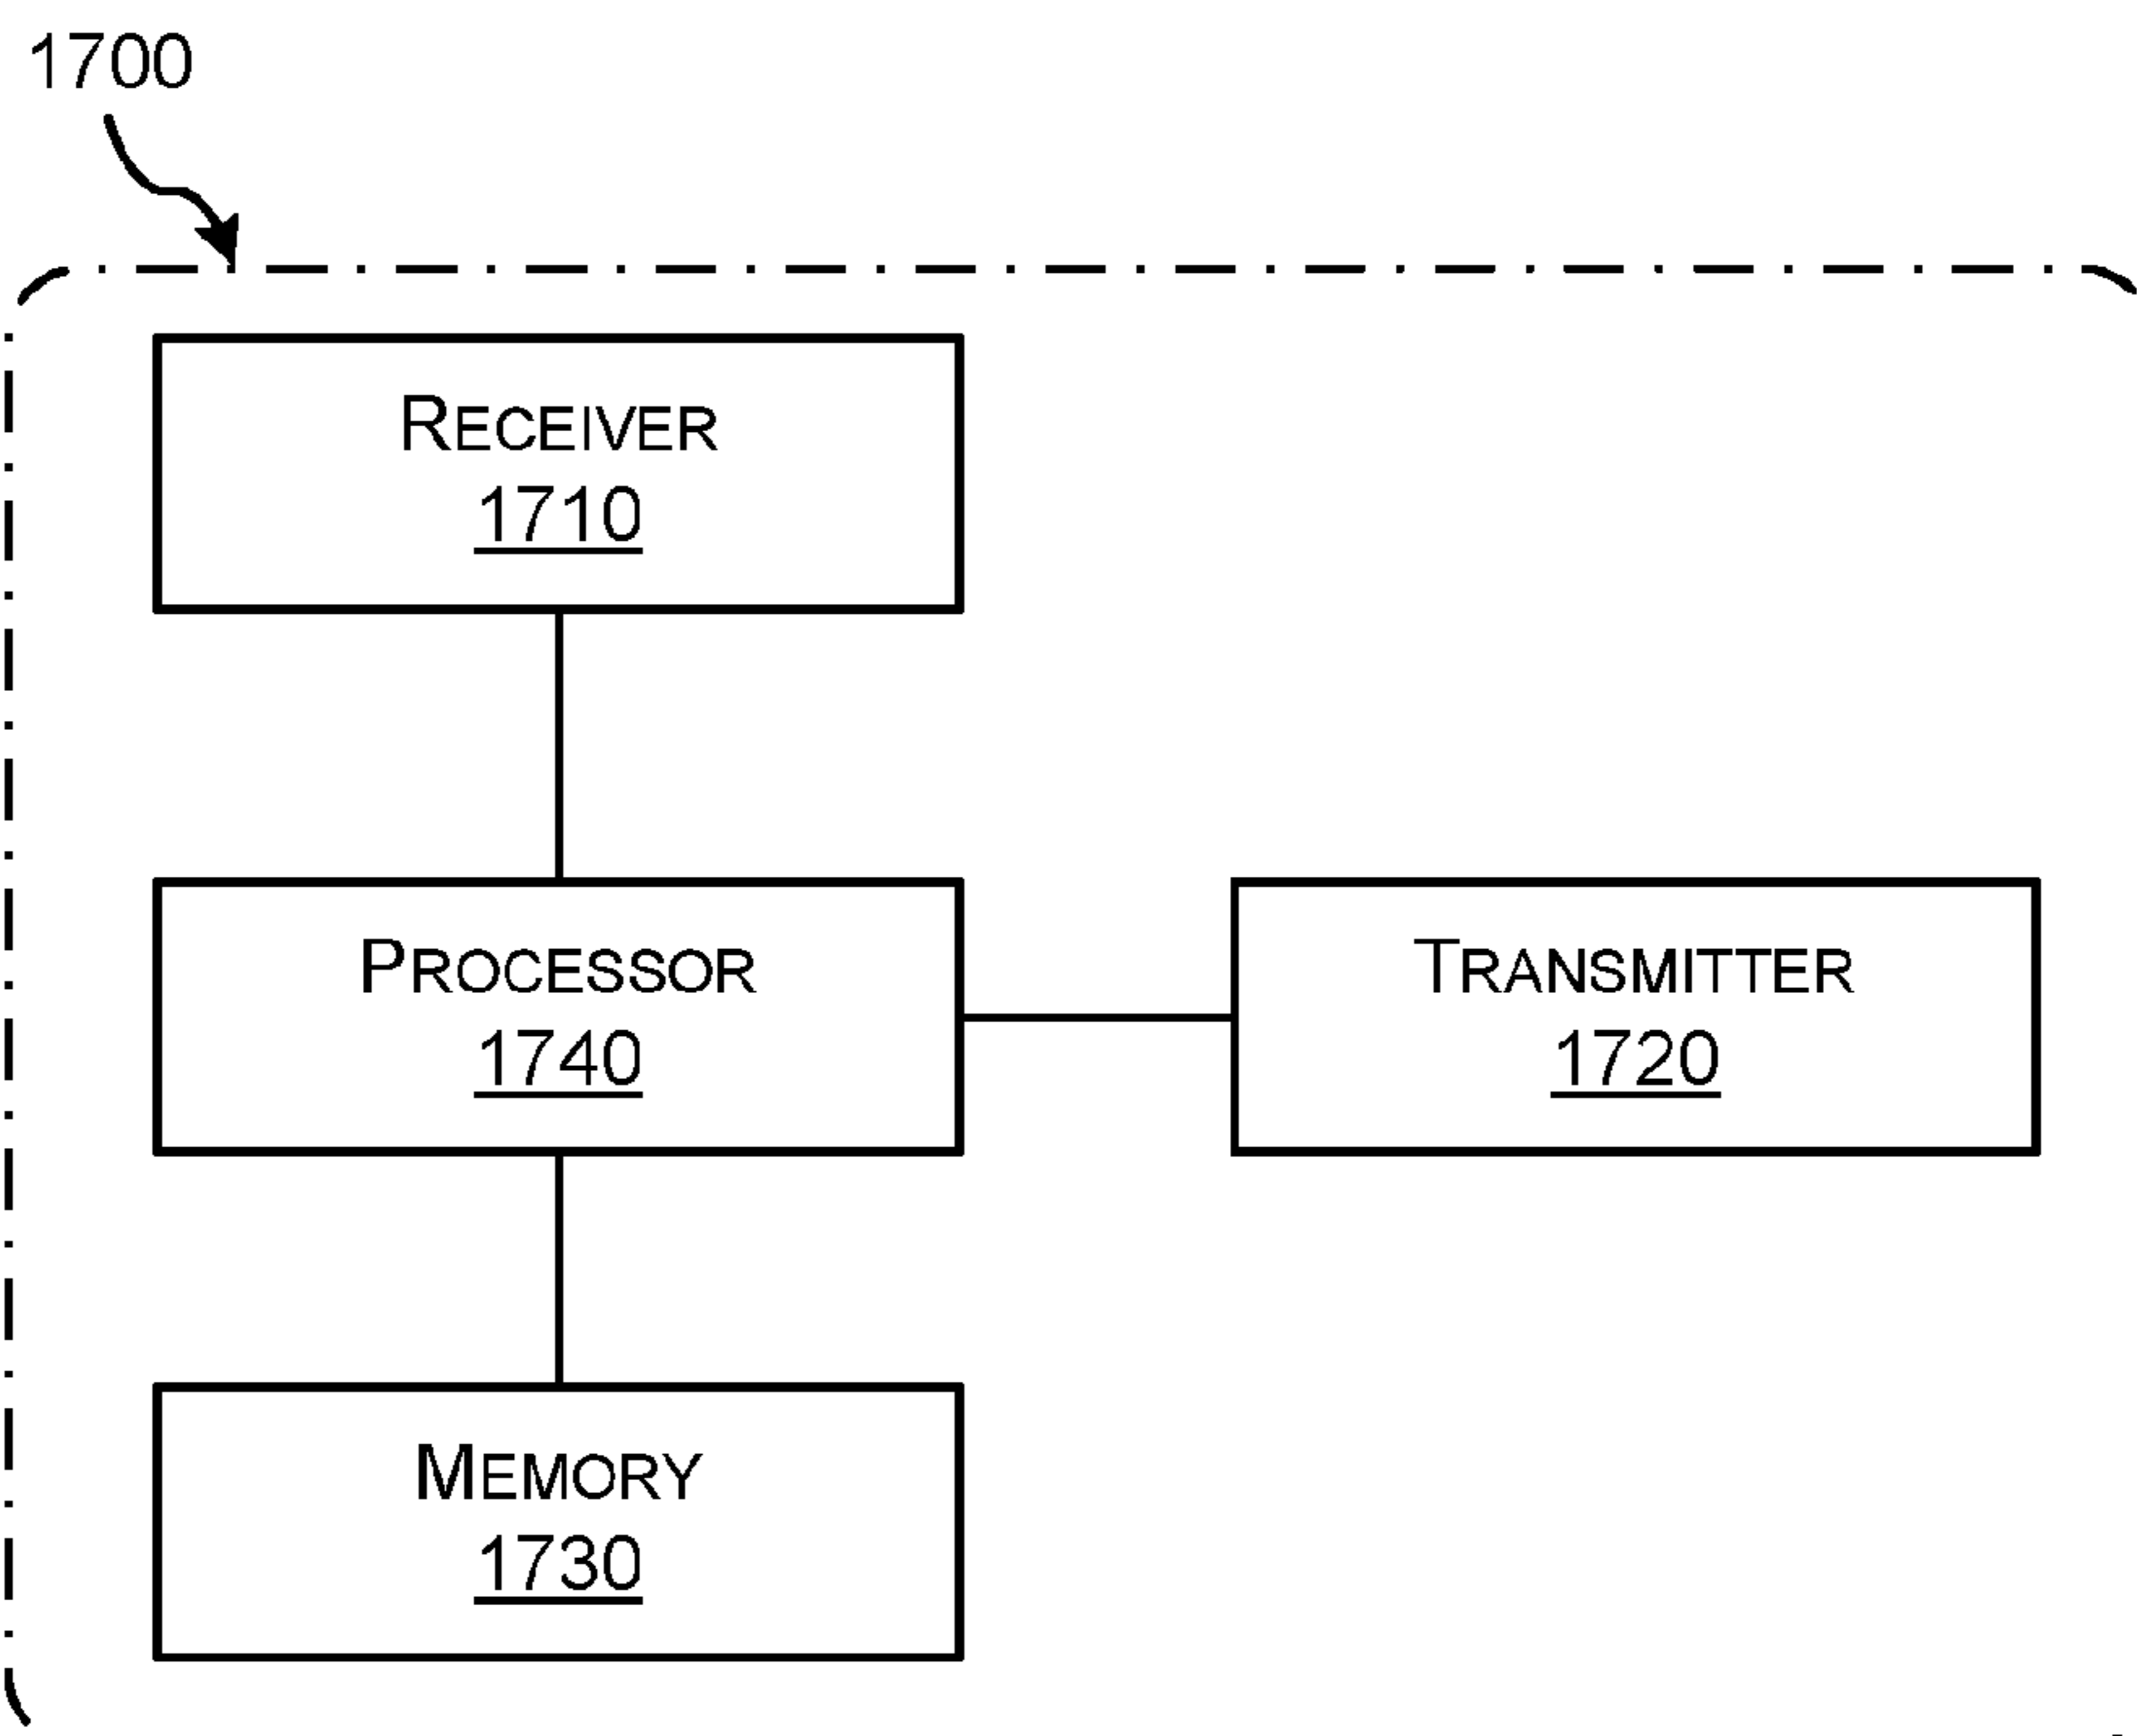 1700
RECEIVER
1710
PROCESSOR
1740
TRANSMITTER
1720
MEMORY
1730